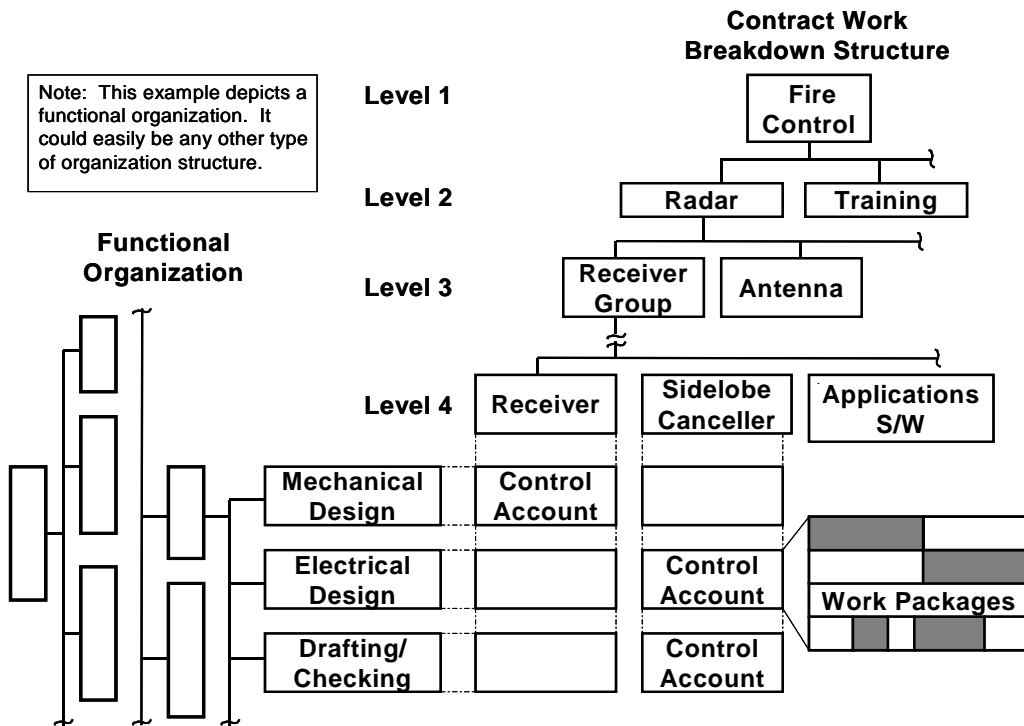 Contract Work
Breakdown Structure
Note: This example depicts a
functional organization. It
could easily be any other type
of organization structure.
Level 1
Fire
Control
Level 2
Radar
Training
Functional
Organization
Level 3
Receiver
Group
Antenna
Level 4
Receiver
Sidelobe
Canceller
Applications
S/W
Mechanical
Design
Control
Account
Electrical
Design
Control
Account
Work Packages
Drafting/
Checking
Control
Account